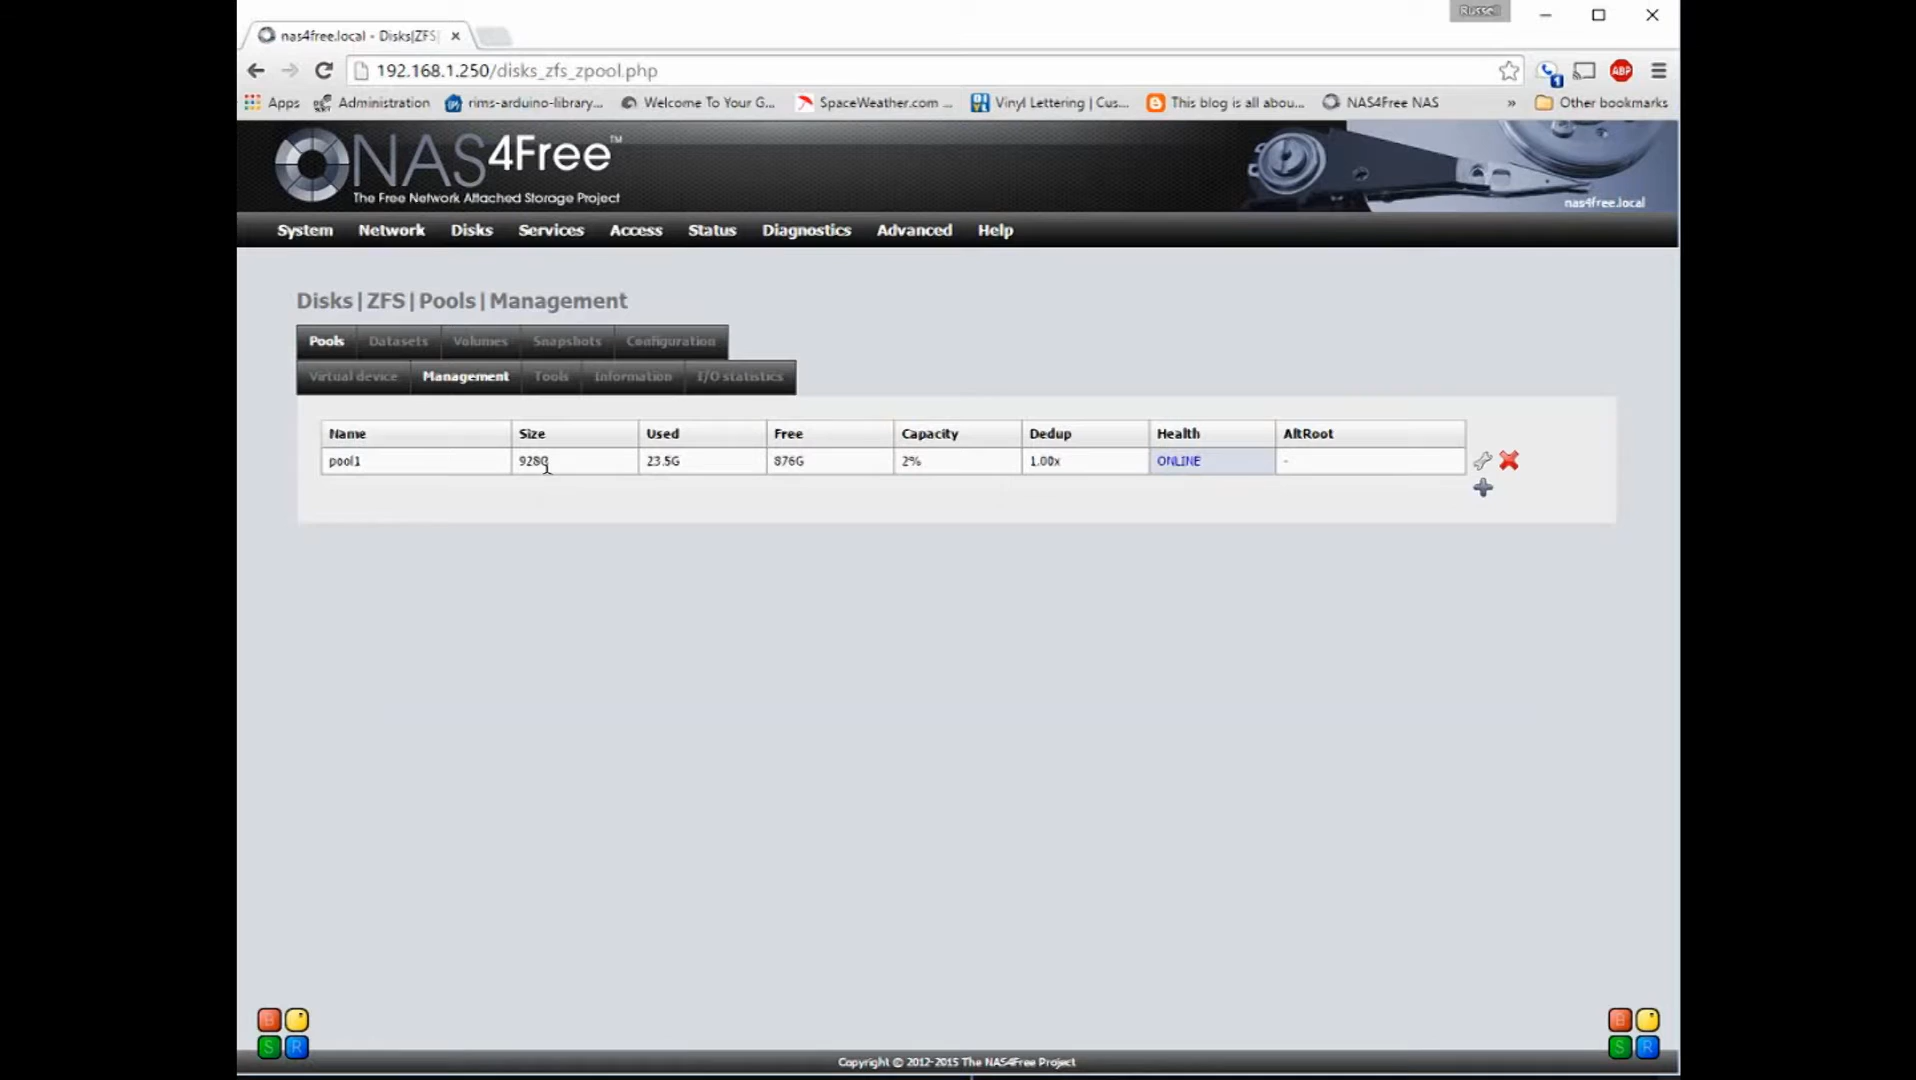 Russell
nas4free.local - Disks|ZFS|
192.168.1.250/disks_zfs_zpool.php
ABP
1
Apps Administration rims-arduino-library... Welcome To Your G... SpaceWeather.com ... Vinyl Lettering | Cus... This blog is all abou... NAS4Free NAS » Other bookmarks
NAS4Free™
The Free Network Attached Storage Project
nas4free.local
System Network Disks Services Access Status Diagnostics Advanced Help
Disks|ZFS|Pools|Management
Pools Datasets Volumes Snapshots Configuration
Virtual device Management Tools Information I/O statistics
Name Size Used Free Capacity Dedup Health AltRoot
pool1 928G 23.5G 876G 2% 1.00x ONLINE -
B
S R
B
S R
Copyright © 2012-2015 The NAS4Free Project